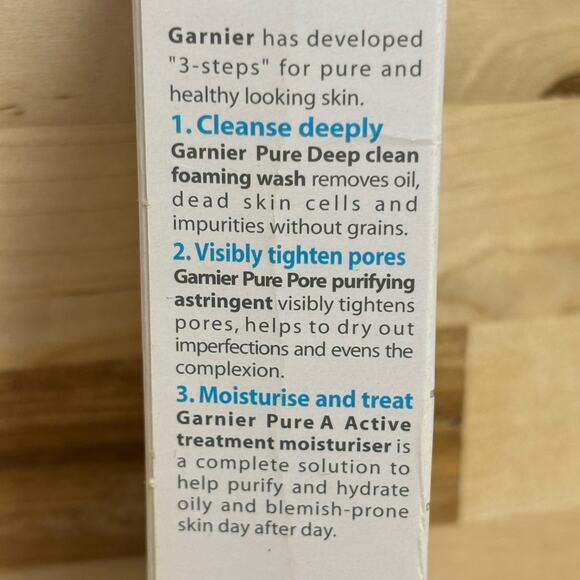 Garnier has developed
"3-steps" for pure and
healthy looking skin.
1. Cleanse deeply
Garnier Pure Deep clean
foaming wash removes oil,
dead skin cells and
impurities without grains.
2. Visibly tighten pores
Garnier Pure Pore purifying
astringent visibly tightens
pores, helps to dry out
imperfections and evens the
complexion.
3. Moisturise and treat
Garnier Pure A Active
treatment moisturiser is
a complete solution to
help purify and hydrate
oily and blemish-prone
skin day after day.